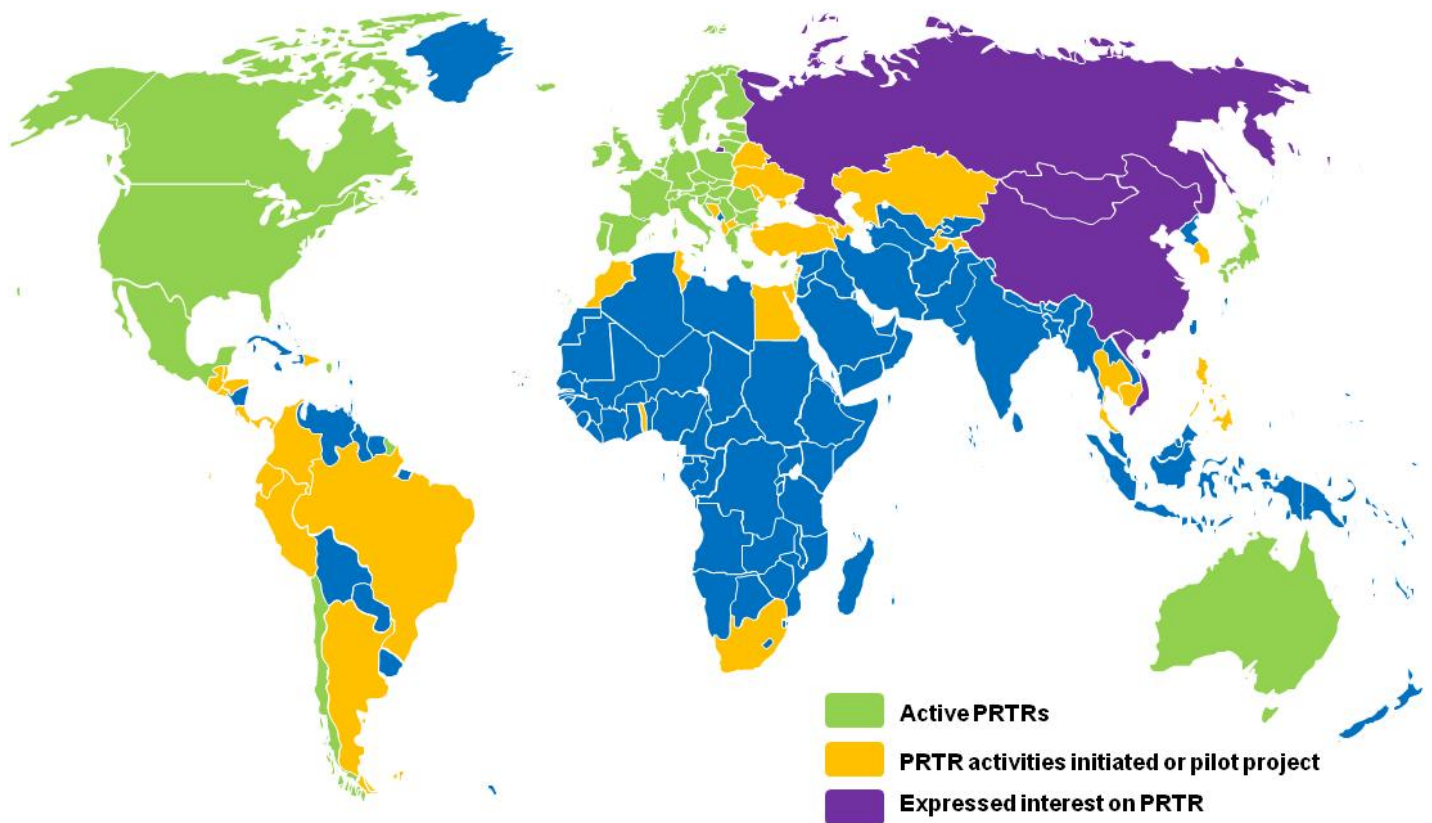 Active PRTRs
PRTR activities initiated or pilot project
Expressed interest on PRTR